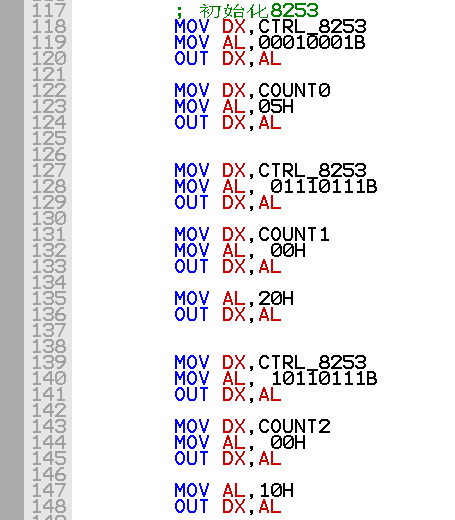 117 ; 初始化8253
118 MOV DX,CTRL_8253
119 MOV AL,00010001B
120 OUT DX,AL
121
122 MOV DX,COUNT0
123 MOV AL,05H
124 OUT DX,AL
125
126
127 MOV DX,CTRL_8253
128 MOV AL, 01110111B
129 OUT DX,AL
130
131 MOV DX,COUNT1
132 MOV AL, 00H
133 OUT DX,AL
134
135 MOV AL,20H
136 OUT DX,AL
137
138
139 MOV DX,CTRL_8253
140 MOV AL, 10110111B
141 OUT DX,AL
142
143 MOV DX,COUNT2
144 MOV AL, 00H
145 OUT DX,AL
146
147 MOV AL,10H
148 OUT DX,AL